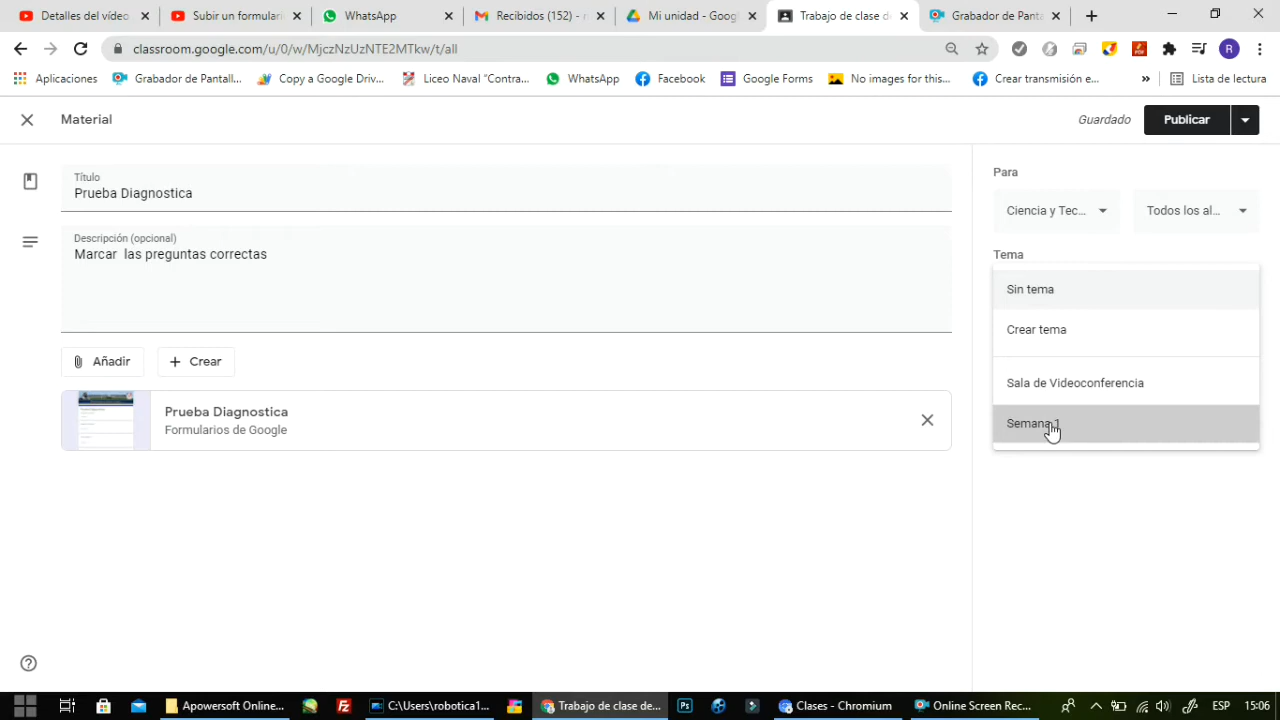 Detalles del vídeo
Subir un formulari
WhatsApp
Recibidos (152) - r
Mi unidad - Google
Trabajo de clase de
Grabador de Panta
classroom.google.com/u/0/w/MjczNzUzNTE2MTkw/t/all
R
Aplicaciones
Grabador de Pantall...
Copy a Google Driv...
Liceo Naval "Contra...
WhatsApp
Facebook
Google Forms
No images for this...
Crear transmisión e...
»
Lista de lectura
Material
Guardado
Publicar
Para
Título
Prueba Diagnostica
Ciencia y Tec...
Todos los al...
Descripción (opcional)
Marcar las preguntas correctas
Tema
Sin tema
Crear tema
Añadir
Crear
Sala de Videoconferencia
Prueba Diagnostica
Formularios de Google
Semana 1
Apowersoft Online...
C:\Users\robotica1...
Trabajo de clase de...
Ps
Clases - Chromium
Online Screen Rec...
ESP
15:06